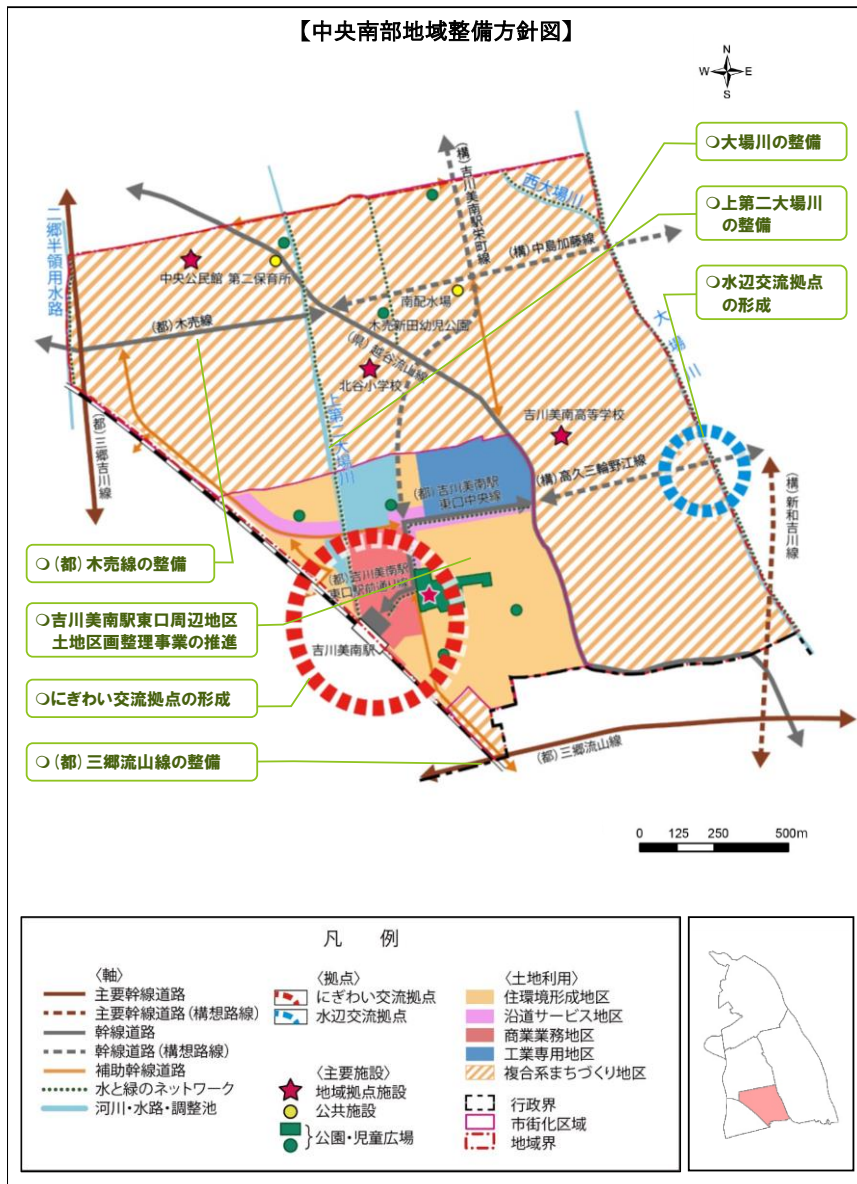 【中央南部地域整備方針図】
N
W E
S
○大場川の整備
○上第二大場川
の整備
○水辺交流拠点
の形成
(構)吉川美南駅栄町線
西大場川
(構)中島加藤線
二郷半領用水路
中央公民館
第二保育所
南配水場
木売新田幼児公園
(都)木売線
(県)越谷流山線
大場川
北谷小学校
上第二大場川
吉川美南高等学校
(都)三郷吉川線
(構)高久三輪野江線
(都)吉川美南駅
東口中央線
(構)新和吉川線
○(都)木売線の整備
(都)吉川美南駅
東口駅前通り線
○吉川美南駅東口周辺地区
土地区画整理事業の推進
吉川美南駅
○にぎわい交流拠点の形成
○(都)三郷流山線の整備
(都)三郷流山線
0 125 250 500m
凡 例
〈軸〉
主要幹線道路
主要幹線道路(構想路線)
幹線道路
幹線道路(構想路線)
補助幹線道路
水と緑のネットワーク
河川・水路・調整池
〈拠点〉
にぎわい交流拠点
水辺交流拠点
〈主要施設〉
地域拠点施設
公共施設
公園・児童広場
〈土地利用〉
住環境形成地区
沿道サービス地区
商業業務地区
工業専用地区
複合系まちづくり地区
行政界
市街化区域
地域界